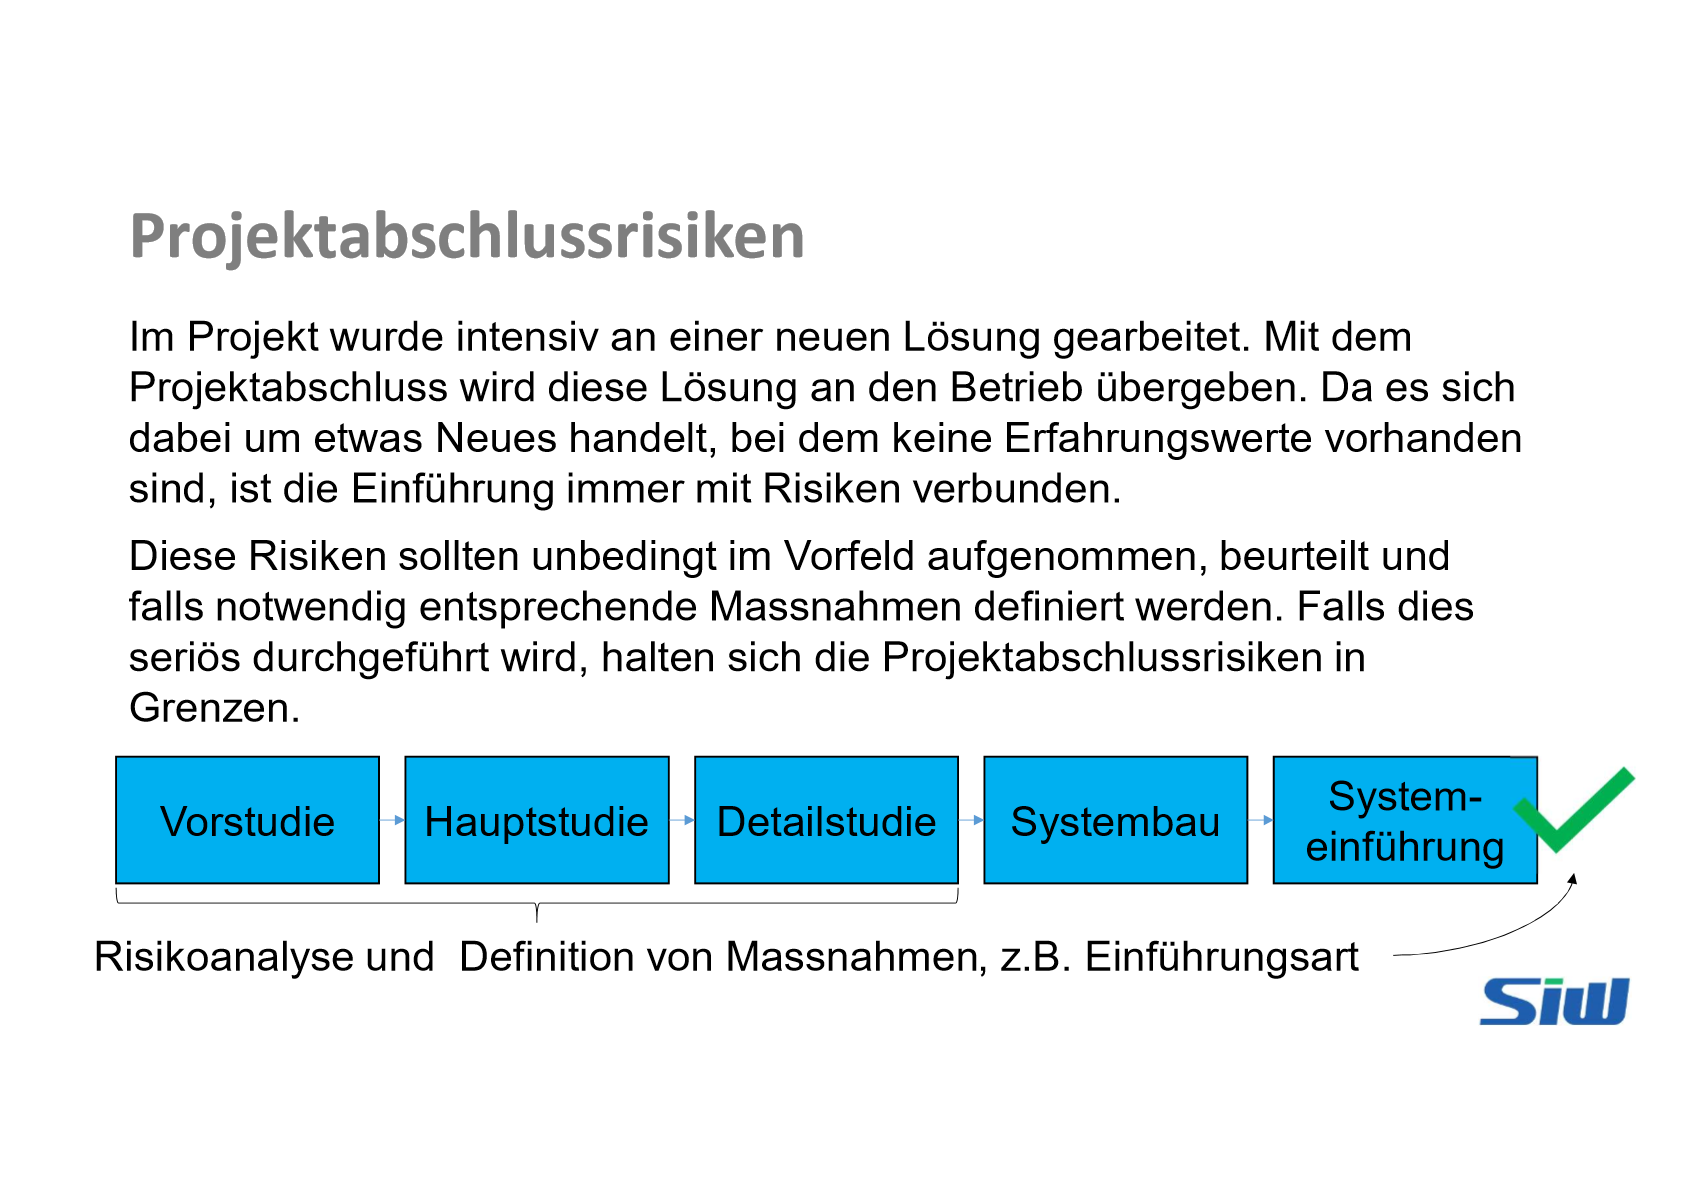 Projektabschlussrisiken
Im Projekt wurde intensiv an einer neuen Lösung gearbeitet. Mit dem
Projektabschluss wird diese Lösung an den Betrieb übergeben. Da es sich
dabei um etwas Neues handelt, bei dem keine Erfahrungswerte vorhanden
sind, ist die Einführung immer mit Risiken verbunden.
Diese Risiken sollten unbedingt im Vorfeld aufgenommen, beurteilt und
falls notwendig entsprechende Massnahmen definiert werden. Falls dies
seriös durchgeführt wird, halten sich die Projektabschlussrisiken in
Grenzen.
Vorstudie
Hauptstudie
Detailstudie
Systembau
System-
einführung
Risikoanalyse und  Definition von Massnahmen, z.B. Einführungsart
Siw